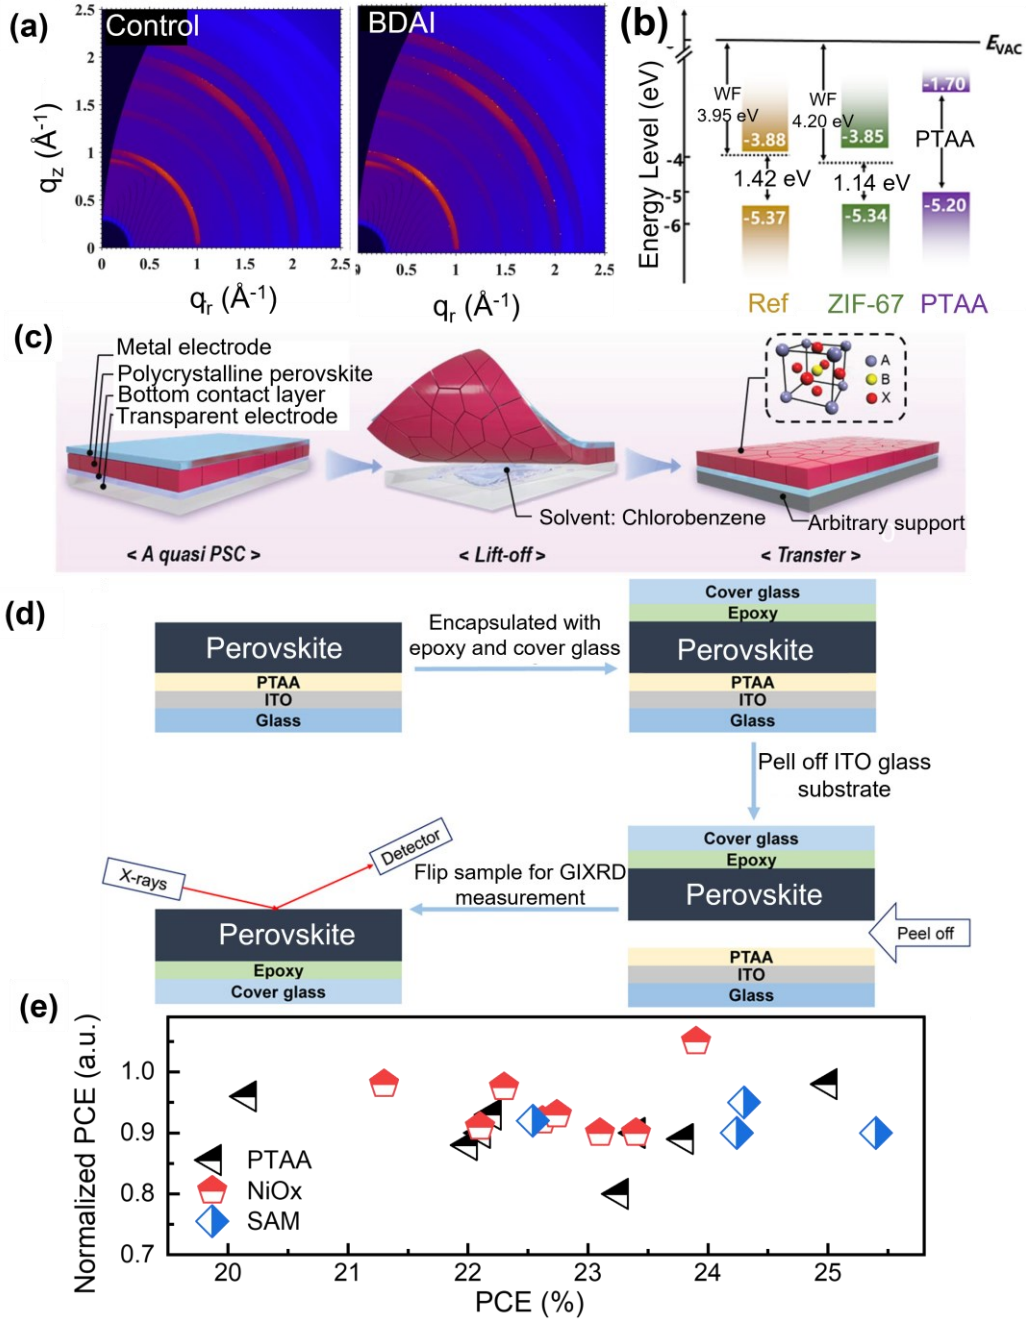 (a)
Control
BDAI
2.5
2
1.5
1
0.5
0
0
0.5
1
1.5
2
2.5
0
0.5
1
1.5
2
2.5
qz (Å-1)
qr (Å-1)
qr (Å-1)
(b)
Energy Level (eV)
-4
-5
-6
EVAC
WF
3.95 eV
WF
4.20 eV
-3.88
-3.85
-1.70
PTAA
1.42 eV
1.14 eV
-5.37
-5.34
-5.20
Ref
ZIF-67
PTAA
(c)
Metal electrode
Polycrystalline perovskite
Bottom contact layer
Transparent electrode
A
B
X
Solvent: Chlorobenzene
Arbitrary support
< A quasi PSC >
< Lift-off >
< Transter >
(d)
Perovskite
PTAA
ITO
Glass
Encapsulated with
epoxy and cover glass
Cover glass
Epoxy
Perovskite
PTAA
ITO
Glass
Pell off ITO glass
substrate
Cover glass
Epoxy
Perovskite
Peel off
PTAA
ITO
Glass
Flip sample for GIXRD
measurement
X-rays
Detector
Perovskite
Epoxy
Cover glass
(e)
Normalized PCE (a.u.)
1.0
0.9
0.8
0.7
PTAA
NiOx
SAM
20
21
22
23
24
25
PCE (%)